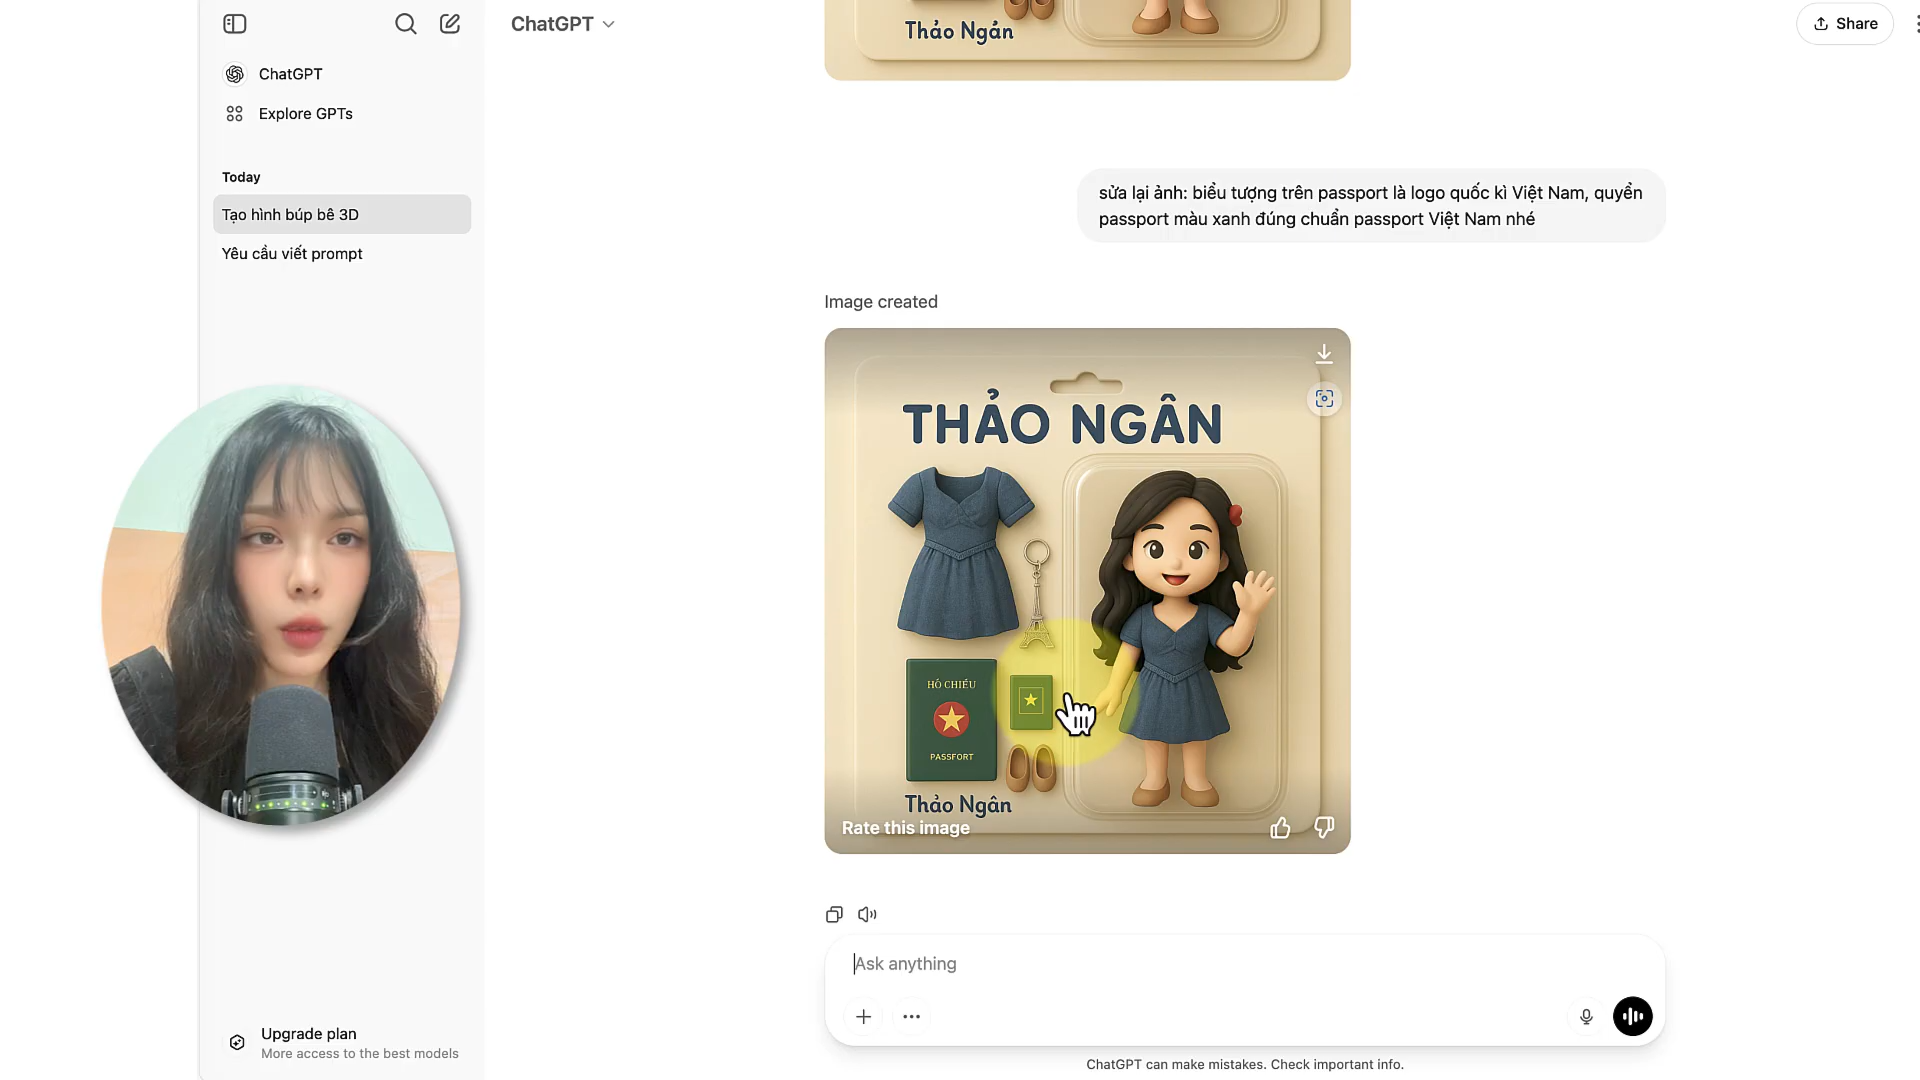 ChatGPT
Share
ChatGPT
Explore GPTs
Today
Tạo hình búp bê 3D
Yêu cầu viết prompt
Thảo Ngân
sửa lại ảnh: biểu tượng trên passport là logo quốc kì Việt Nam, quyển
passport màu xanh đúng chuẩn passport Việt Nam nhé
Image created
THẢO NGÂN
HỘ CHIẾU
PASSFORT
Thảo Ngân
Rate this image
Ask anything
Upgrade plan
More access to the best models
ChatGPT can make mistakes. Check important info.